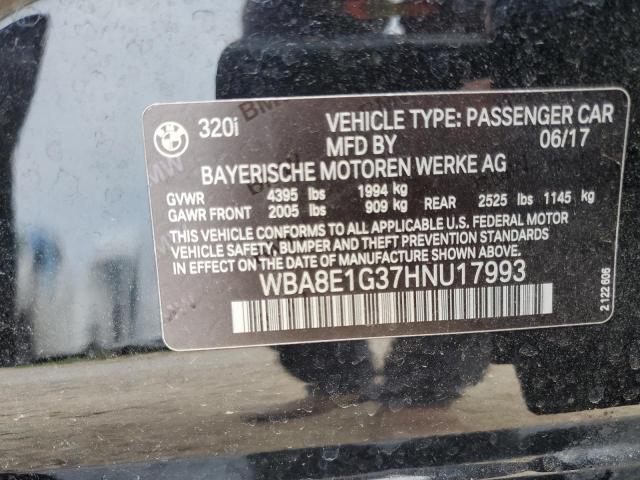 320i VEHICLE TYPE: PASSENGER CAR
MFD BY 06/17
BAYERISCHE MOTOREN WERKE AG
GVWR 4395 lbs 1994 kg
GAWR FRONT 2005 lbs 909 kg REAR 2525 lbs 1145 kg
THIS VEHICLE CONFORMS TO ALL APPLICABLE U.S. FEDERAL MOTOR
VEHICLE SAFETY, BUMPER AND THEFT PREVENTION STANDARDS
IN EFFECT ON THE DATE OF MANUFACTURE SHOWN ABOVE.
WBA8E1G37HNU17993
2 122 606